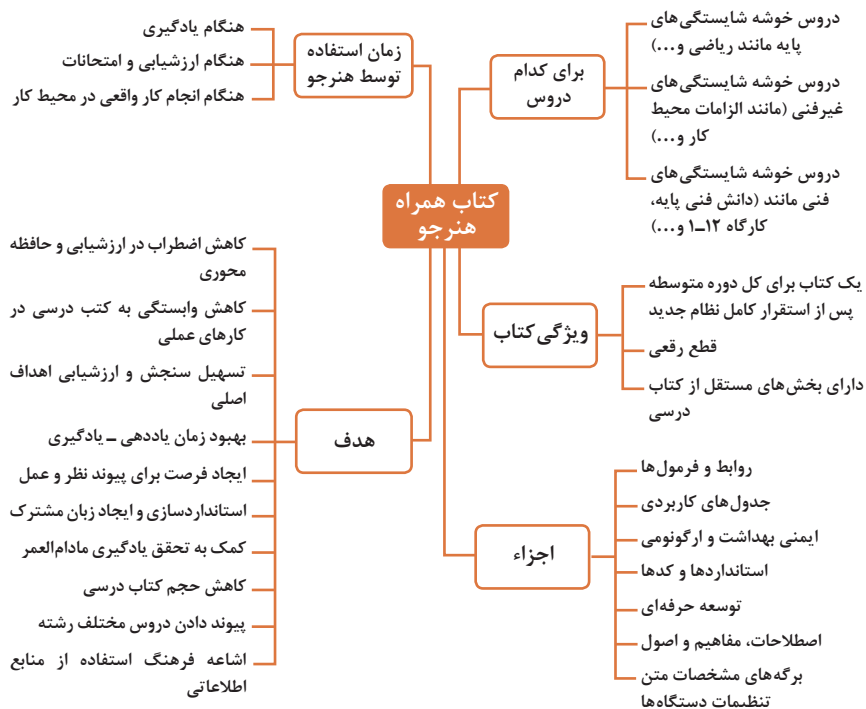 کتاب همراه
هنرجو
برای کدام
دروس
دروس خوشه شایستگی‌های
پایه مانند ریاضی و...)
دروس خوشه شایستگی‌های
غیرفنی (مانند الزامات محیط
کار و...)
دروس خوشه شایستگی‌های
فنی مانند (دانش فنی پایه،
کارگاه ۱۲ــ۱ و...)
ویژگی کتاب
یک کتاب برای کل دوره متوسطه
پس از استقرار کامل نظام جدید
قطع رقعی
دارای بخش‌های مستقل از کتاب
درسی
اجزاء
روابط و فرمول‌ها
جدول‌های کاربردی
ایمنی بهداشت و ارگونومی
استانداردها و کدها
توسعه حرفه‌ای
اصطلاحات، مفاهیم و اصول
برگه‌های مشخصات متن
تنظیمات دستگاه‌ها
زمان استفاده
توسط هنرجو
هنگام یادگیری
هنگام ارزشیابی و امتحانات
هنگام انجام کار واقعی در محیط کار
هدف
کاهش اضطراب در ارزشیابی و حافظه
محوری
کاهش وابستگی به کتب درسی در
کارهای عملی
تسهیل سنجش و ارزشیابی اهداف
اصلی
بهبود زمان یاددهی ــ یادگیری
ایجاد فرصت برای پیوند نظر و عمل
استانداردسازی و ایجاد زبان مشترک
کمک به تحقق یادگیری مادام‌العمر
کاهش حجم کتاب درسی
پیوند دادن دروس مختلف رشته
اشاعه فرهنگ استفاده از منابع
اطلاعاتی